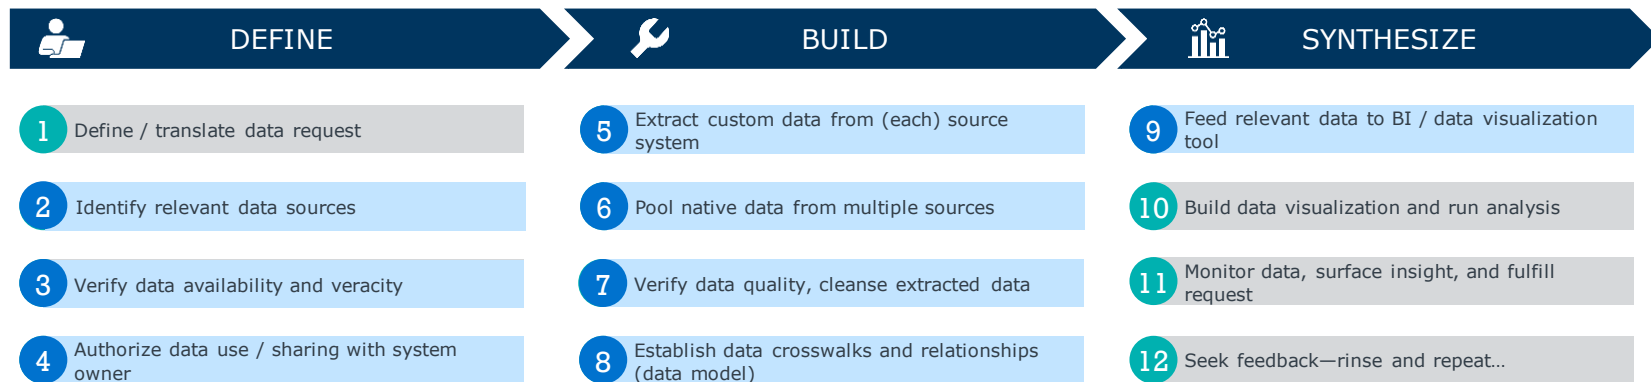 DEFINE
1 Define / translate data request
2 Identify relevant data sources
3 Verify data availability and veracity
4 Authorize data use / sharing with system
owner
BUILD
5 Extract custom data from (each) source
system
6 Pool native data from multiple sources
7 Verify data quality, cleanse extracted data
8 Establish data crosswalks and relationships
(data model)
SYNTHESIZE
9 Feed relevant data to BI / data visualization
tool
10 Build data visualization and run analysis
11 Monitor data, surface insight, and fulfill
request
12 Seek feedback—rinse and repeat…